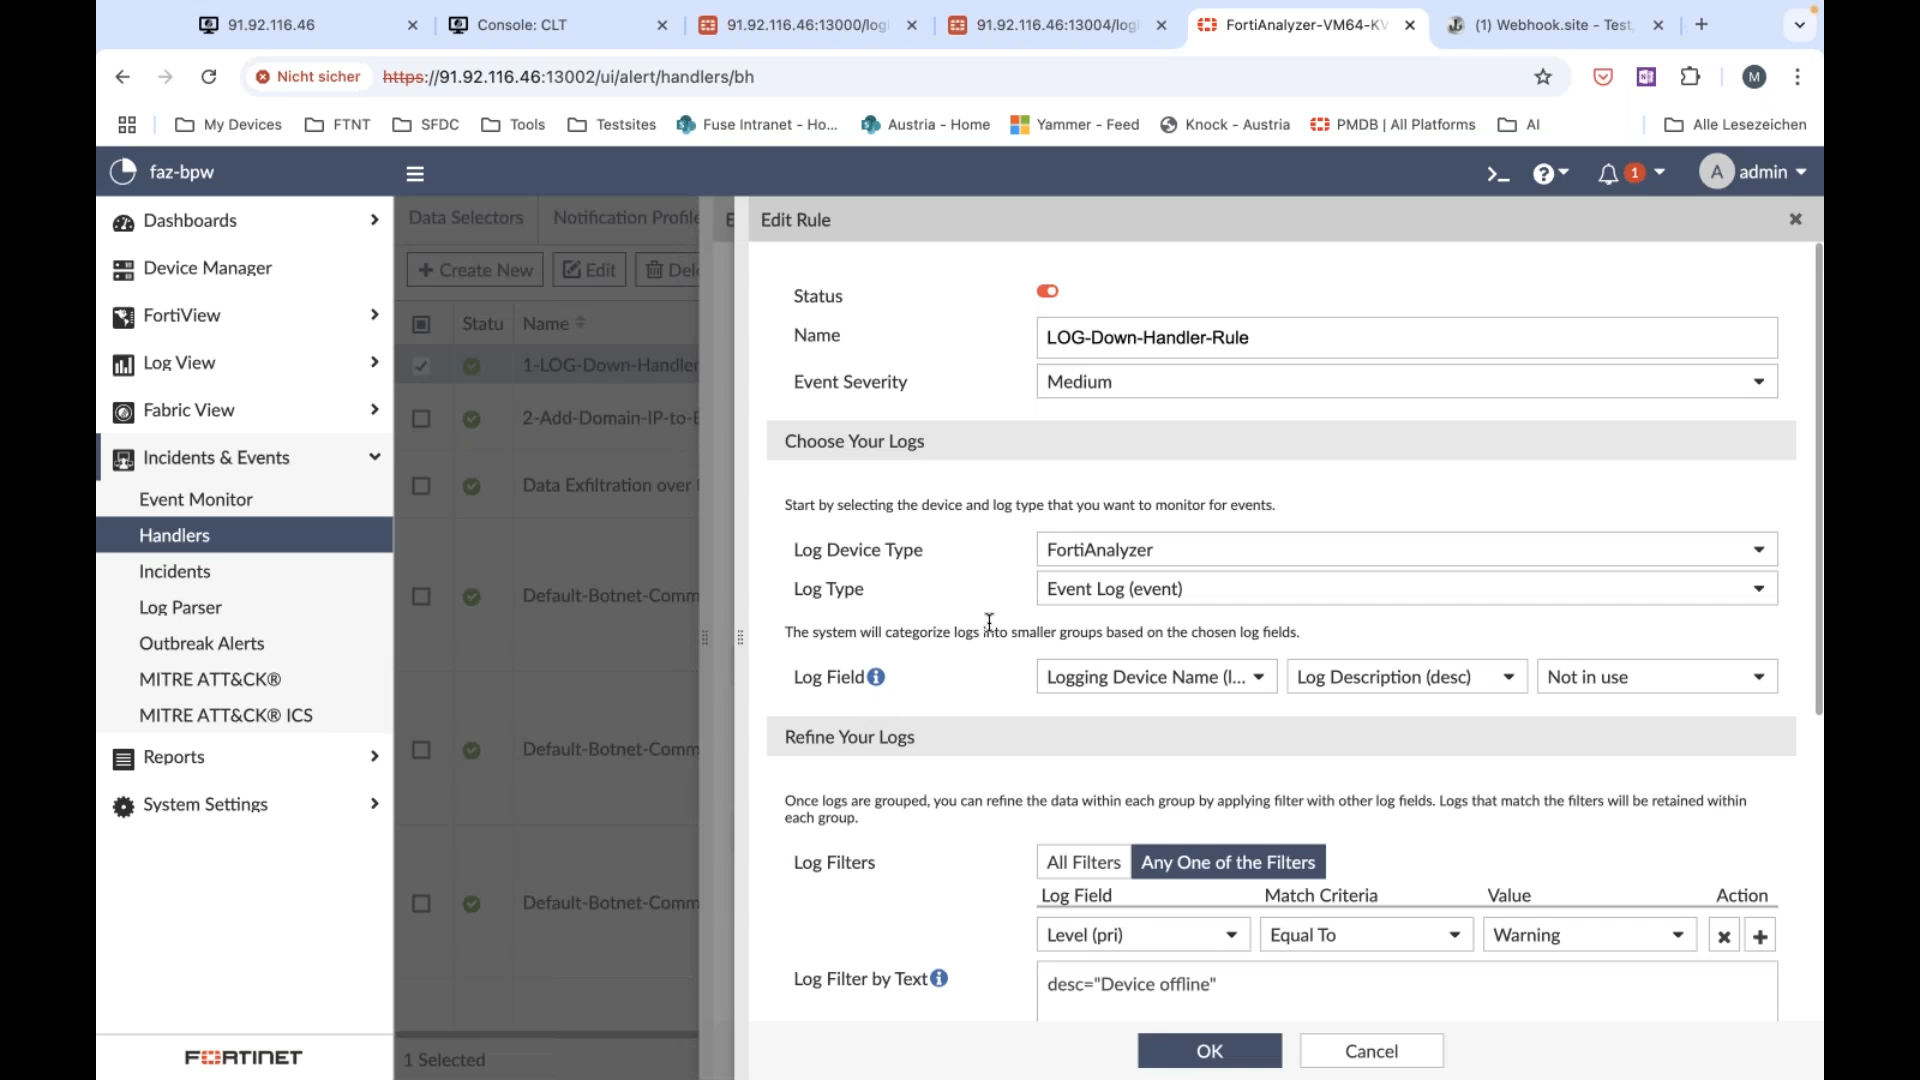 91.92.116.46
Console: CLT
91.92.116.46:13000/logi
91.92.116.46:13004/logi
FortiAnalyzer-VM64-KV
(1) Webhook.site - Test,
Nicht sicher
https://91.92.116.46:13002/ui/alert/handlers/bh
M
My Devices
FTNT
SFDC
Tools
Testsites
Fuse Intranet - Ho...
Austria - Home
Yammer - Feed
Knock - Austria
PMDB | All Platforms
AI
Alle Lesezeichen
faz-bpw
1
A admin
Dashboards
Device Manager
FortiView
Log View
Fabric View
Incidents & Events
Event Monitor
Handlers
Incidents
Log Parser
Outbreak Alerts
MITRE ATT&CK®
MITRE ATT&CK® ICS
Reports
System Settings
FORTINET
Data Selectors
Notification Profile
Create New
Edit
Dele
Statu
Name
1-LOG-Down-Handler
2-Add-Domain-IP-to-
Data Exfiltration over
Default-Botnet-Comm
Default-Botnet-Comm
Default-Botnet-Comm
1 Selected
Edit Rule
Status
Name
LOG-Down-Handler-Rule
Event Severity
Medium
Choose Your Logs
Start by selecting the device and log type that you want to monitor for events.
Log Device Type
FortiAnalyzer
Log Type
Event Log (event)
The system will categorize logs into smaller groups based on the chosen log fields.
Log Field
Logging Device Name (l...
Log Description (desc)
Not in use
Refine Your Logs
Once logs are grouped, you can refine the data within each group by applying filter with other log fields. Logs that match the filters will be retained within
each group.
Log Filters
All Filters
Any One of the Filters
Log Field
Match Criteria
Value
Action
Level (pri)
Equal To
Warning
Log Filter by Text
desc="Device offline"
OK
Cancel